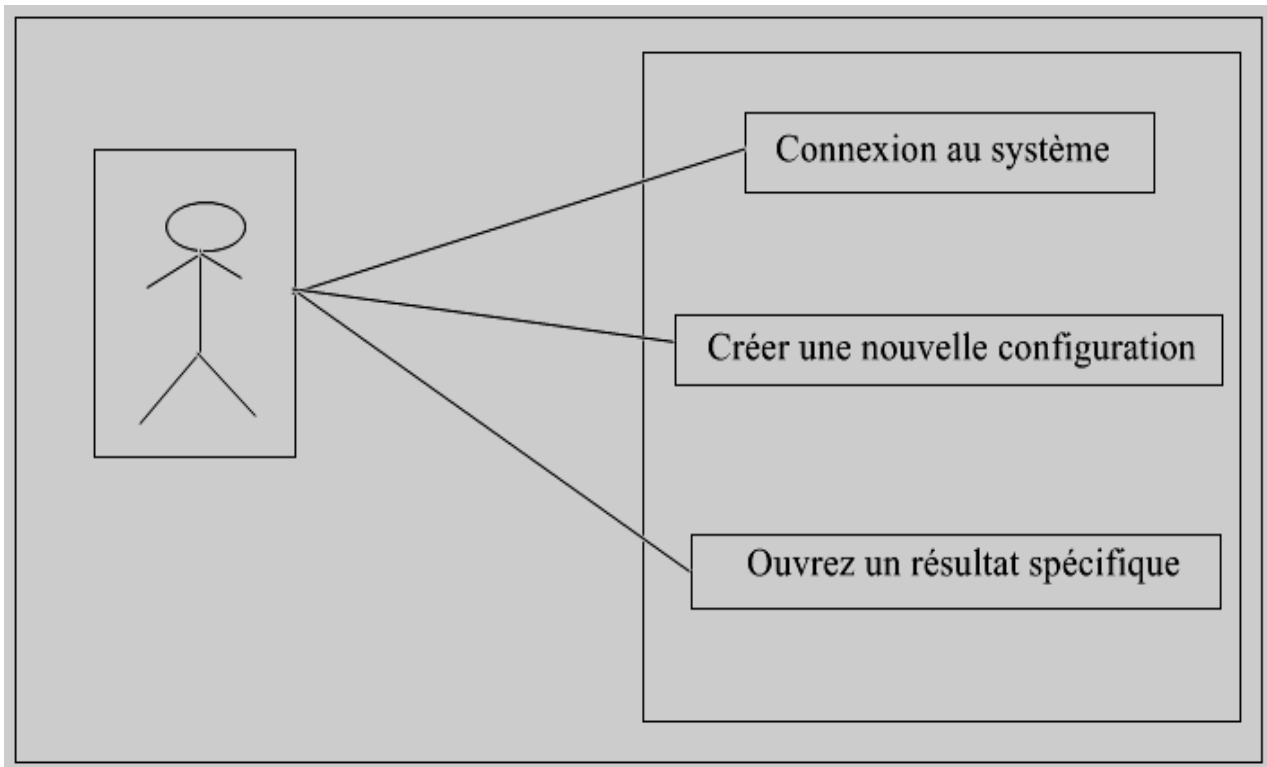 Connexion au système
Créer une nouvelle configuration
Ouvrez un résultat spécifique